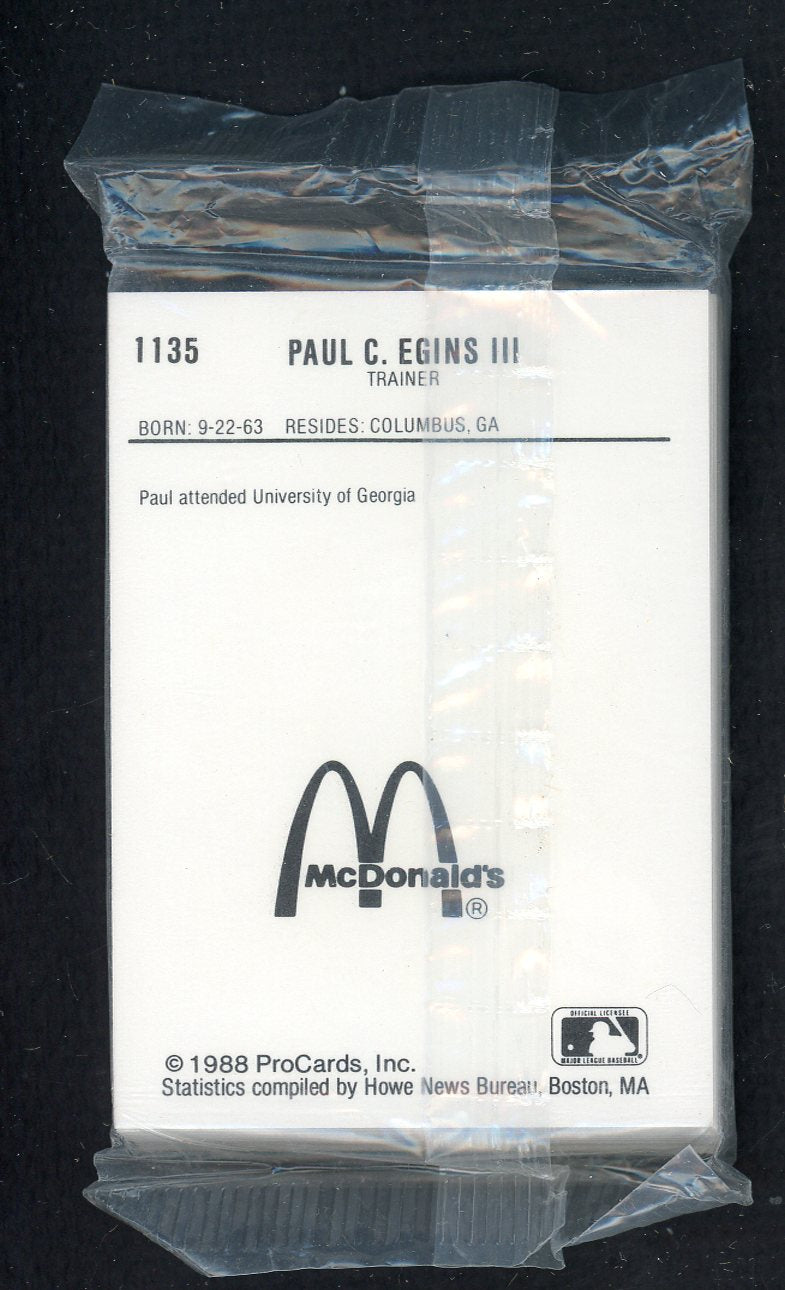 1135 PAUL C. EGINS III
TRAINER
BORN: 9-22-63 RESIDES: COLUMBUS, GA
Paul attended University of Georgia
McDonald's
®
OFFICIAL LICENSEE
MAJOR LEAGUE BASEBALL®
© 1988 ProCards, Inc.
Statistics compiled by Howe News Bureau, Boston, MA